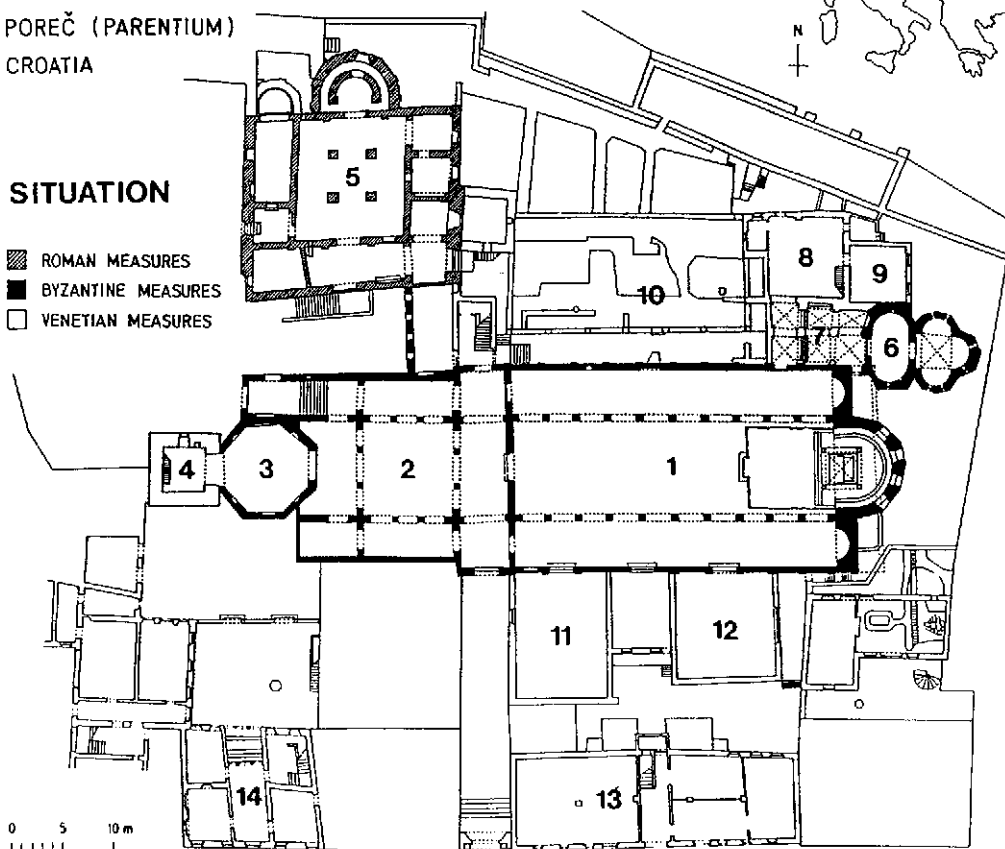 POREČ (PARENTIUM)
CROATIA
N
SITUATION
ROMAN MEASURES
BYZANTINE MEASURES
VENETIAN MEASURES
5
8
9
10
7
6
4
3
2
1
11
12
14
13
0 5 10 m